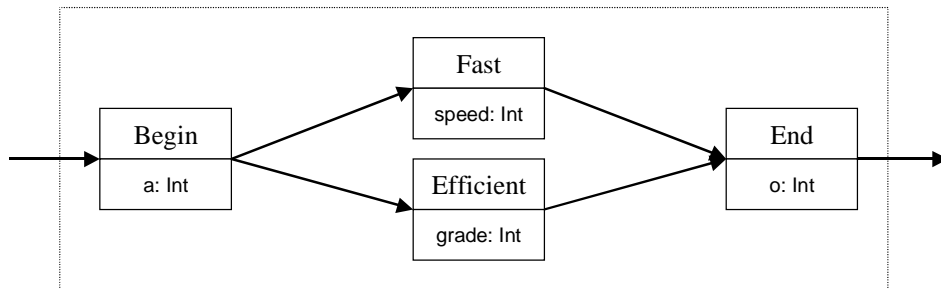 Begin
a: Int
Fast
speed: Int
Efficient
grade: Int
End
o: Int